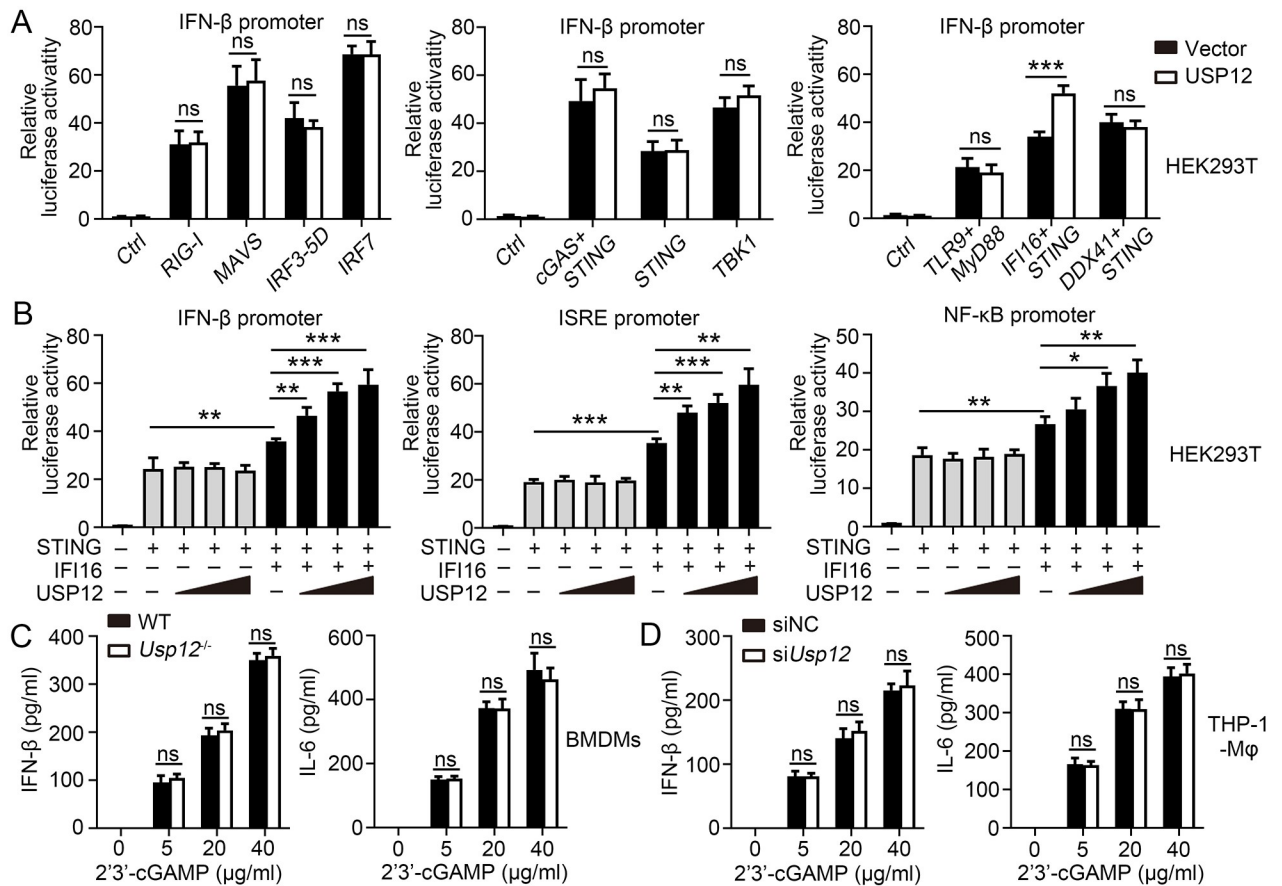 A
IFN-β promoter
Relative
luciferase activatity
80
60
40
20
0
ns
ns
ns
ns
Ctrl
RIG-I
MAVS
IRF3-5D
IRF7
IFN-β promoter
Relative
luciferase activatity
80
60
40
20
0
ns
ns
ns
Ctrl
cGAS+
STING
STING
TBK1
IFN-β promoter
Relative
luciferase activatity
80
60
40
20
0
ns
***
ns
Ctrl
TLR9+
MyD88
IFI16+
STING
DDX41+
STING
Vector
USP12
HEK293T
B
IFN-β promoter
Relative
luciferase activity
80
60
40
20
0
**
**
***
***
STING – + + + + + + + +
IFI16 – – – – – + + + +
USP12 – – –
ISRE promoter
Relative
luciferase activity
80
60
40
20
0
***
**
***
**
STING – + + + + + + + +
IFI16 – – – – – + + + +
USP12 – – –
NF-κB promoter
Relative
luciferase activity
50
40
30
20
10
0
**
*
**
STING – + + + + + + + +
IFI16 – – – – – + + + +
USP12 – – –
HEK293T
C
WT
Usp12-/-
IFN-β (pg/ml)
400
300
200
100
0
ns
ns
ns
0 5 20 40
2’3’-cGAMP (μg/ml)
IL-6 (pg/ml)
600
400
200
0
ns
ns
ns
0 5 20 40
2’3’-cGAMP (μg/ml)
BMDMs
D
siNC
siUsp12
IFN-β (pg/ml)
300
200
100
0
ns
ns
ns
0 5 20 40
2’3’-cGAMP (μg/ml)
IL-6 (pg/ml)
500
400
300
200
100
0
ns
ns
ns
0 5 20 40
2’3’-cGAMP (μg/ml)
THP-1
-Mφ